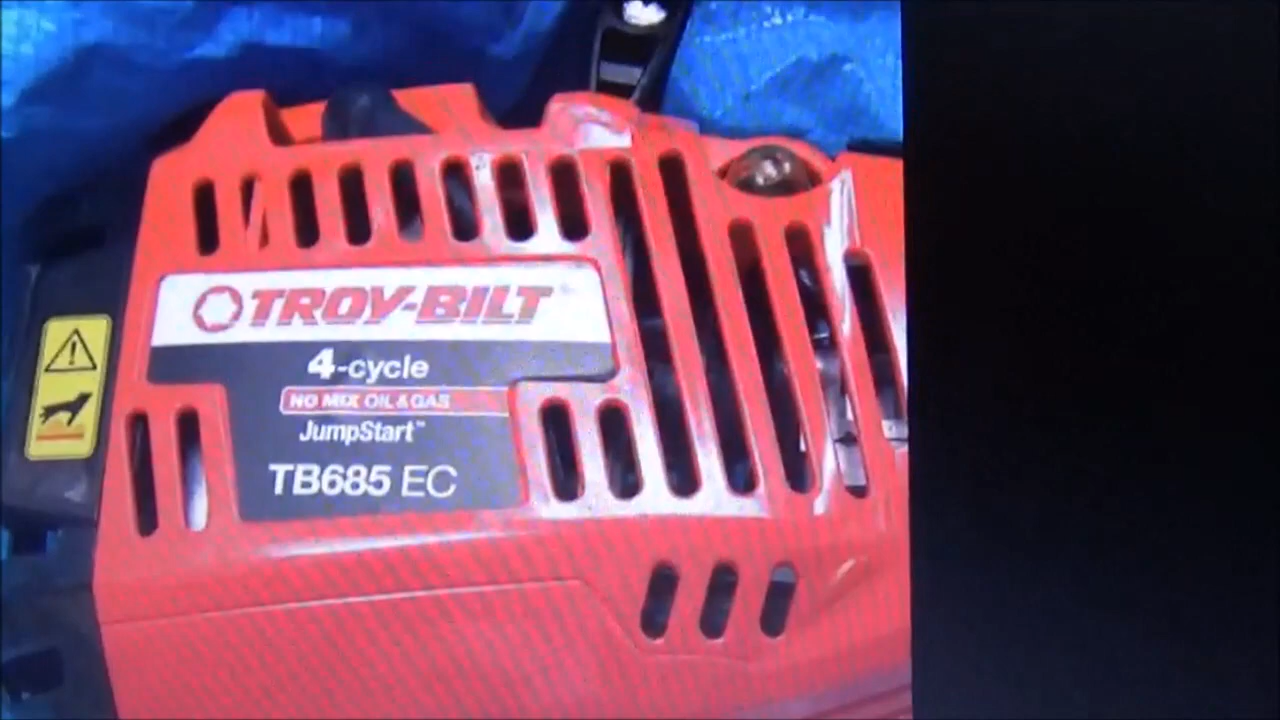 TROY-BILT
4-cycle
NO MIX OIL & GAS
JumpStart™
TB685 EC